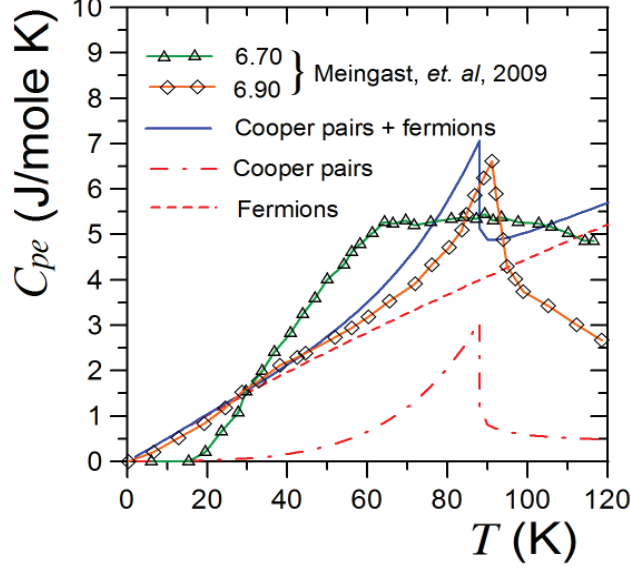 10
9
8
7
6
5
4
3
2
1
0
C_pe (J/mole K)
6.70
6.90
} Meingast, et. al, 2009
Cooper pairs + fermions
Cooper pairs
Fermions
0 20 40 60 80 100 120
T (K)